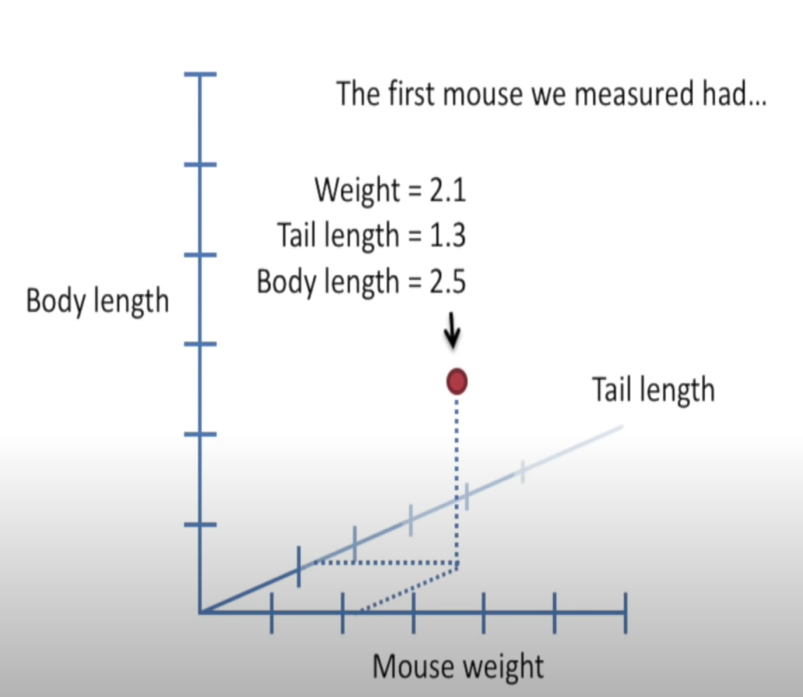 The first mouse we measured had...
Weight = 2.1
Tail length = 1.3
Body length = 2.5
Body length
Tail length
Mouse weight